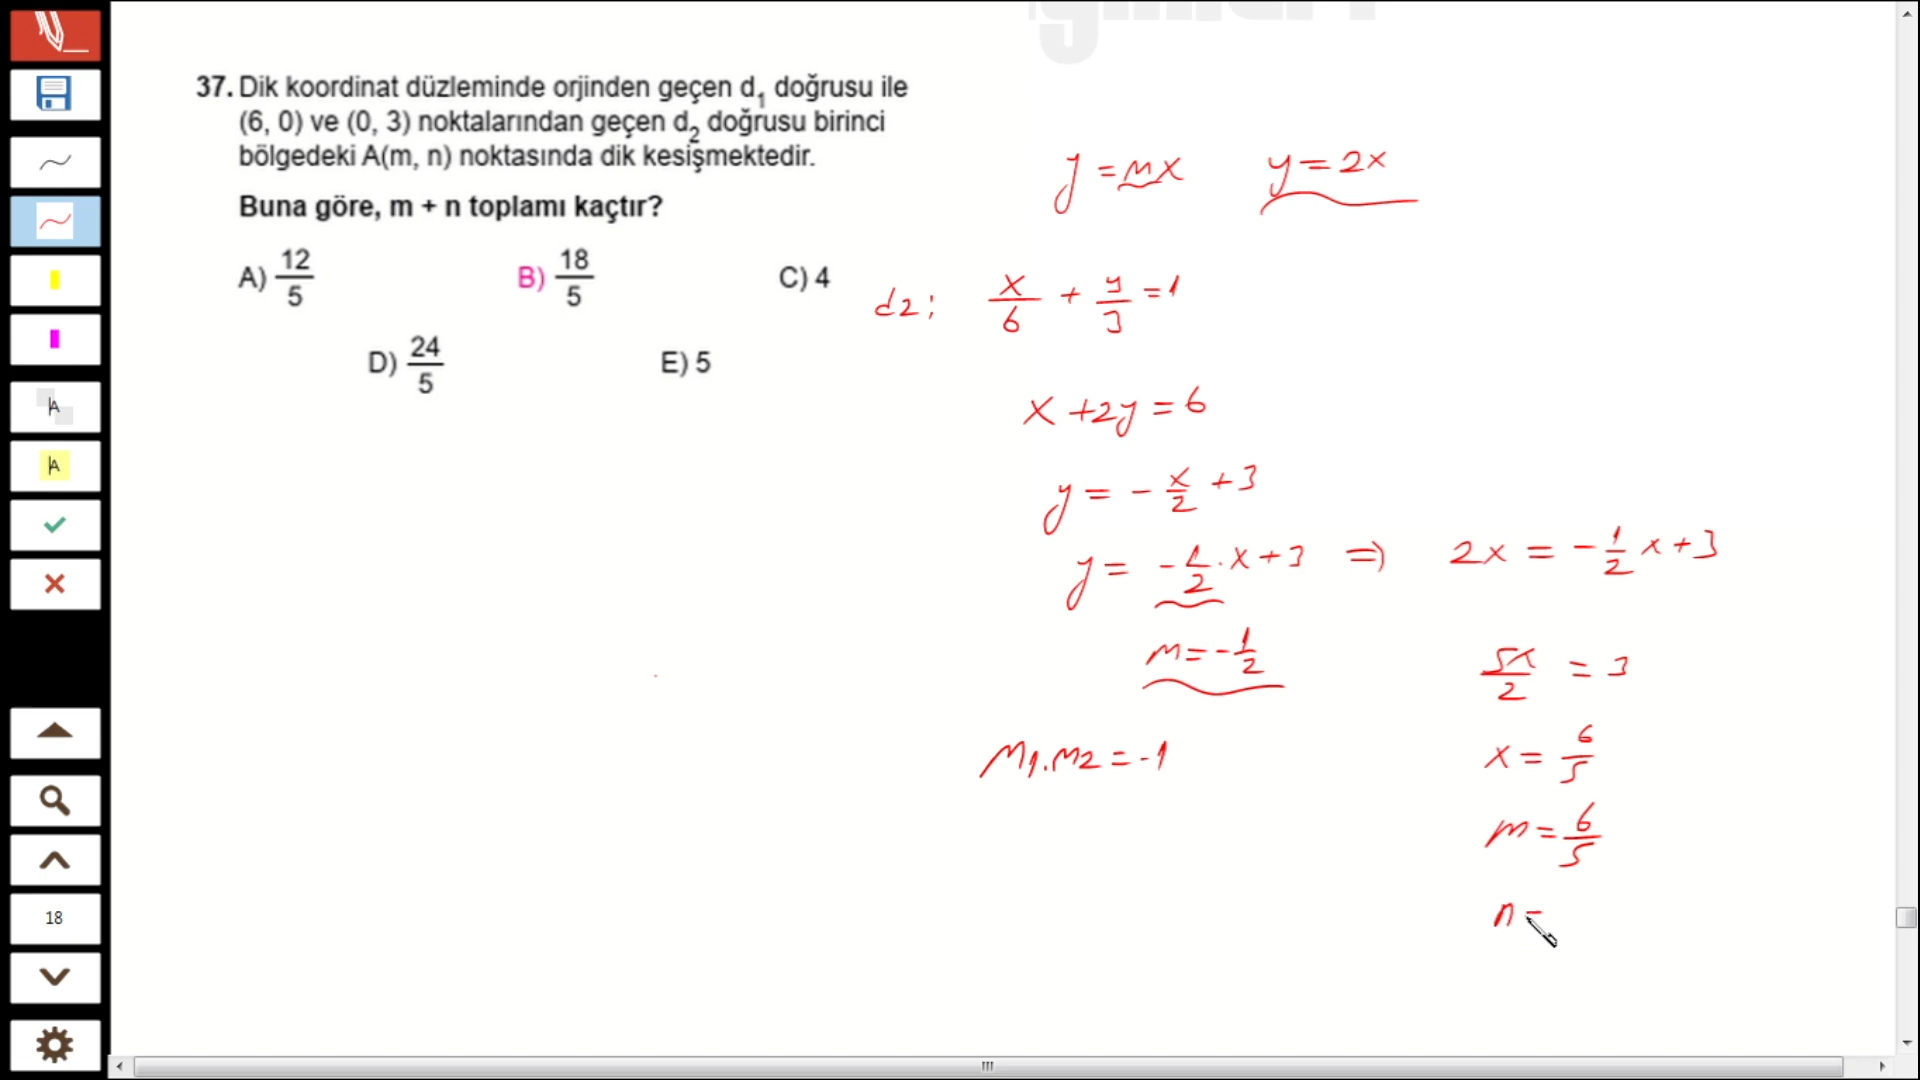 37. Dik koordinat düzleminde orjinden geçen d₁ doğrusu ile
(6, 0) ve (0, 3) noktalarından geçen d₂ doğrusu birinci
bölgedeki A(m, n) noktasında dik kesişmektedir.
Buna göre, m + n toplamı kaçtır?
A) 12/5 B) 18/5 C) 4
D) 24/5 E) 5
y = mx y = 2x
d2: x/6 + y/3 = 1
x + 2y = 6
y = - x/2 + 3
y = - 1/2 . x + 3 ⇒ 2x = - 1/2 x + 3
m = - 1/2
5x/2 = 3
m1 . m2 = -1
x = 6/5
m = 6/5
n =
A
A
18